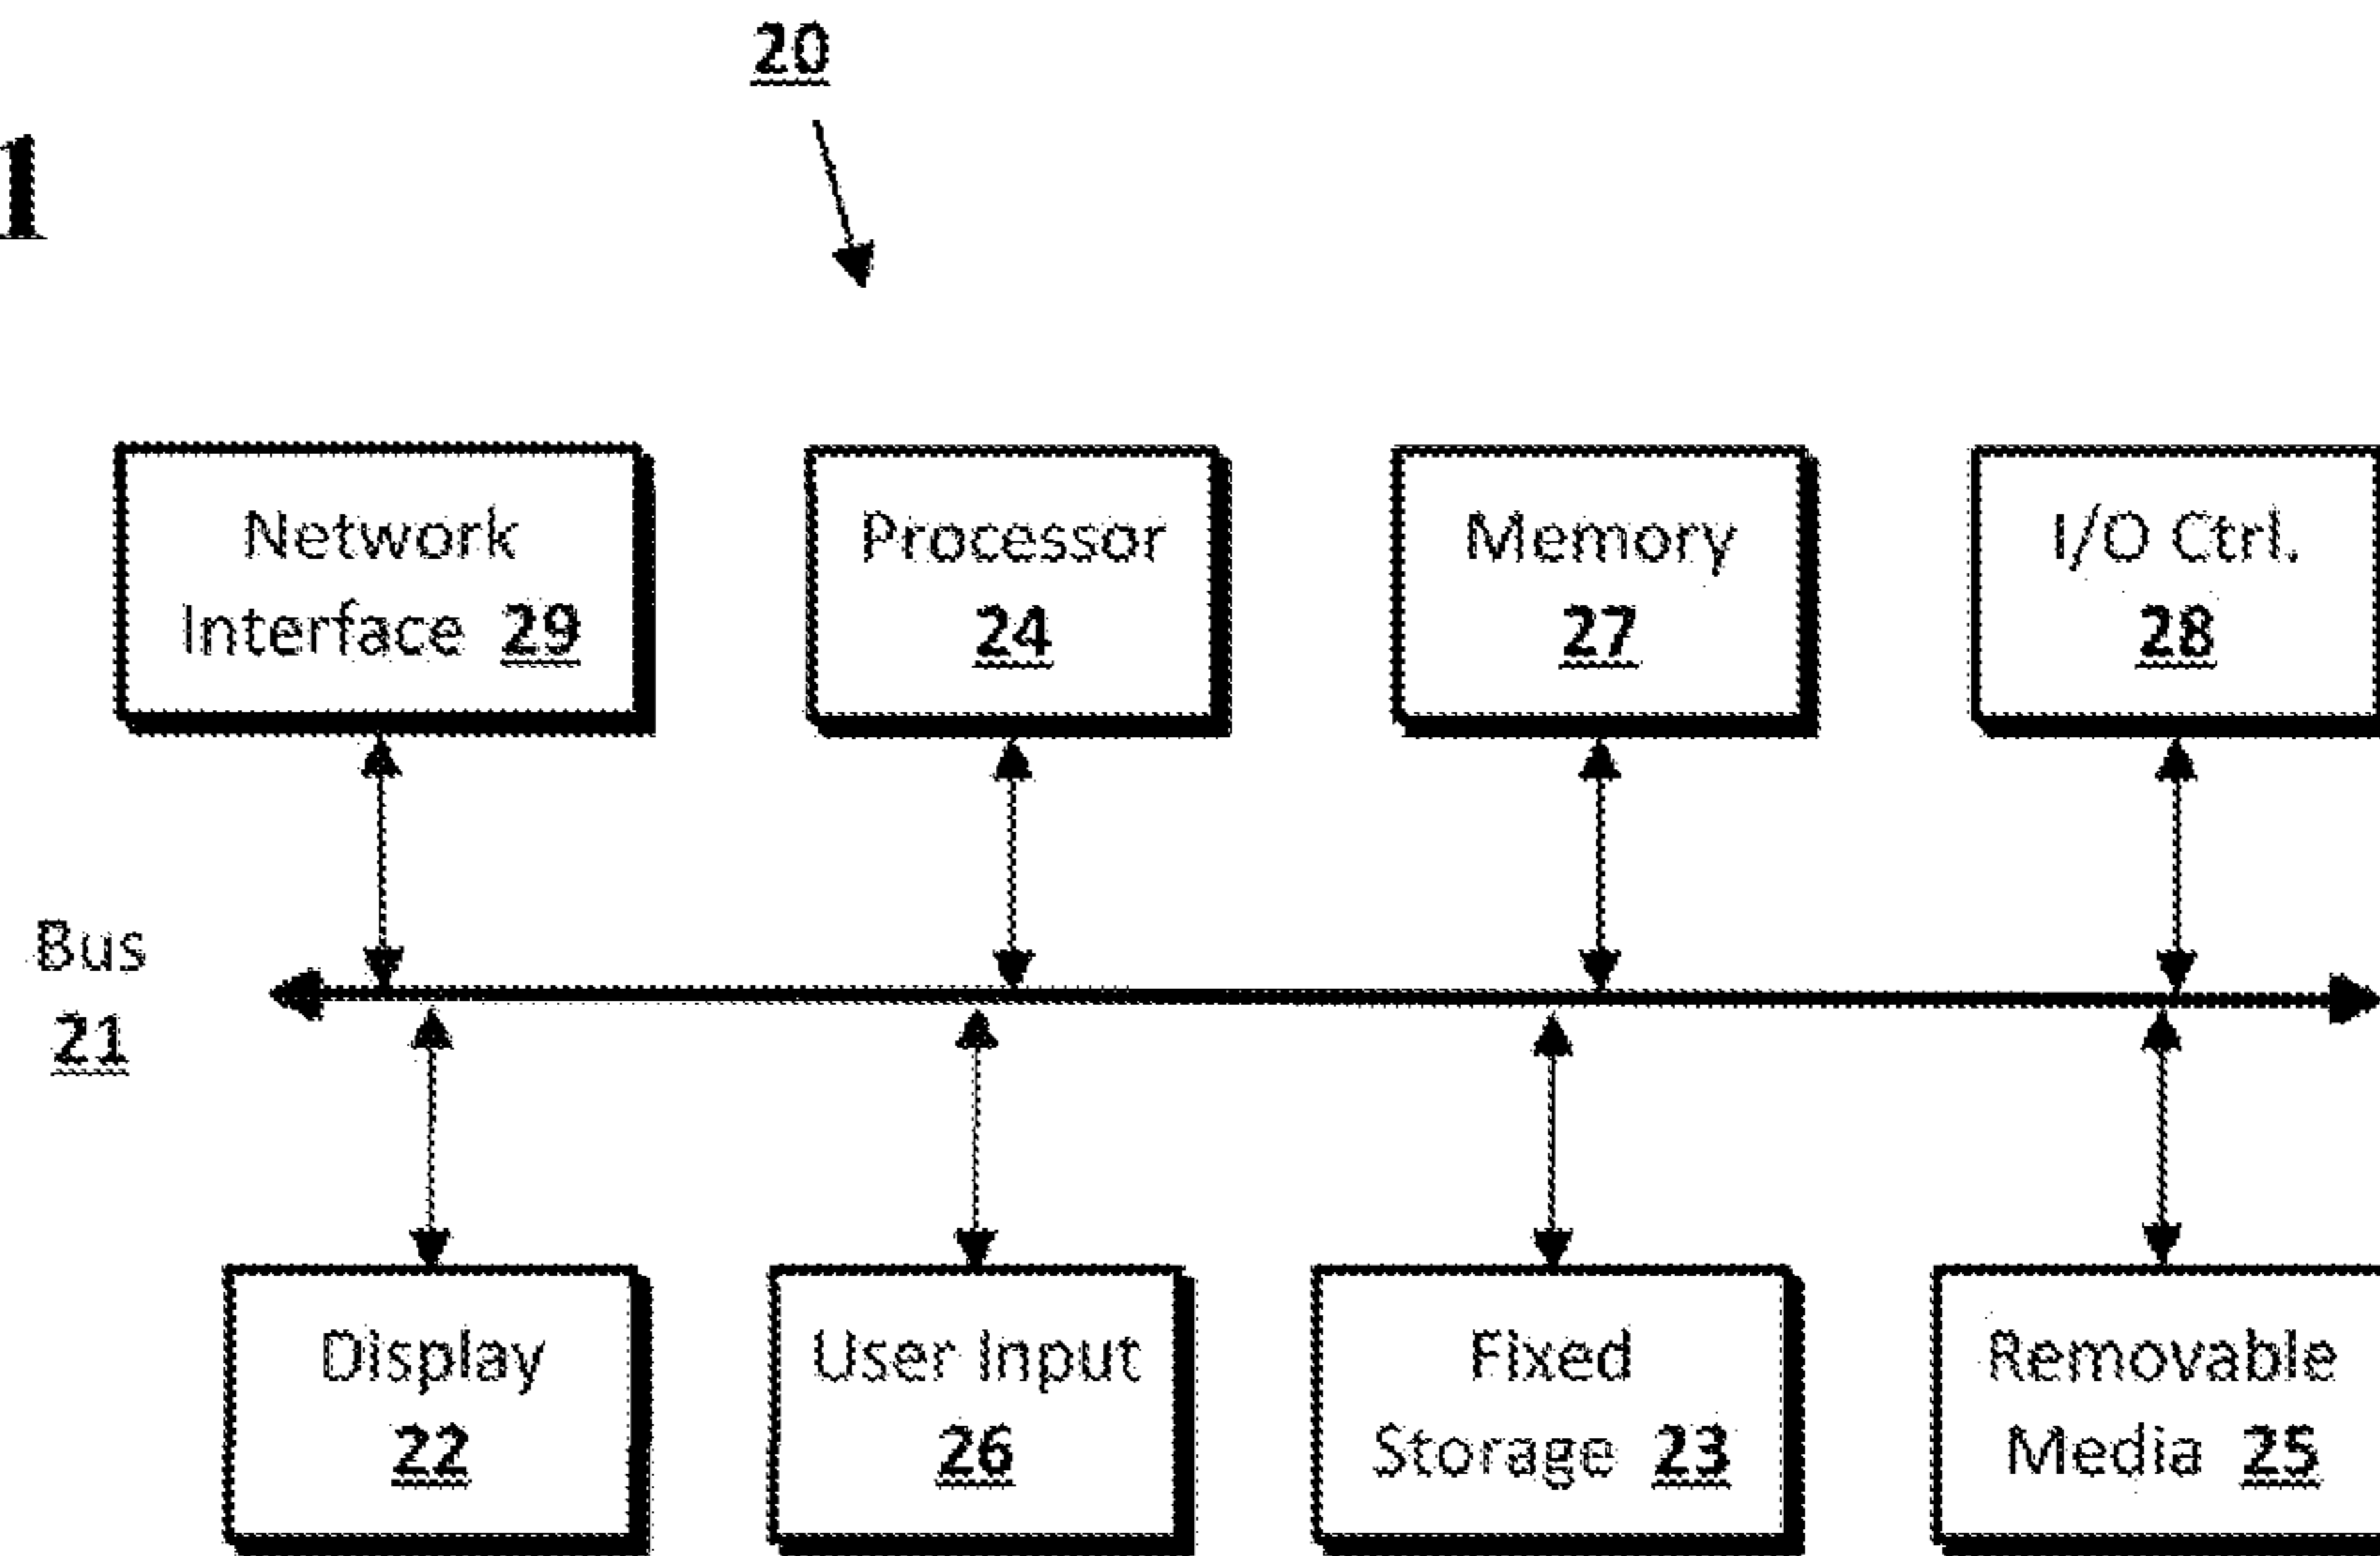 20
1
Network
Interface 29
Processor
24
Memory
27
I/O Ctrl.
28
Bus
21
Display
22
User Input
26
Fixed
Storage 23
Removable
Media 25